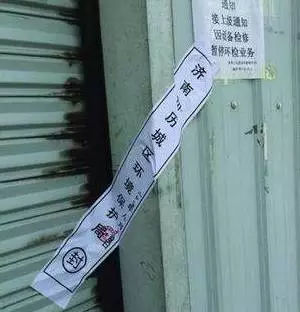 通知
接上级通知
因设备检修
暂停环检业务
济南市历城区环境保护局
封